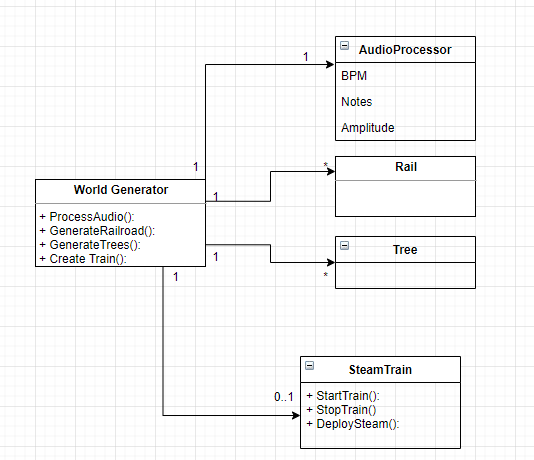 AudioProcessor
1
BPM
Notes
Amplitude
1
*
Rail
World Generator
1
+ ProcessAudio():
+ GenerateRailroad():
+ GenerateTrees():
+ Create Train():
Tree
1
*
1
SteamTrain
0..1
+ StartTrain():
+ StopTrain()
+ DeploySteam():